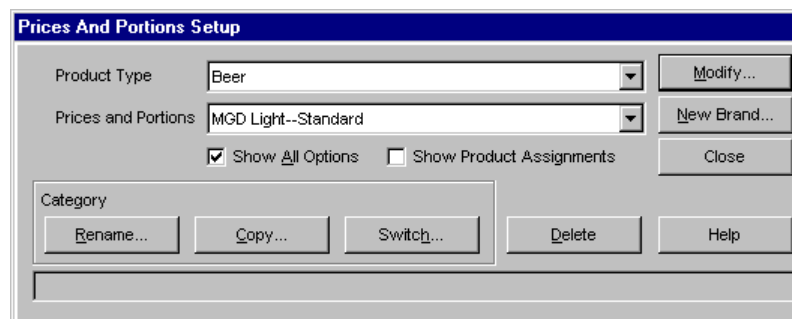 Prices And Portions Setup
Product Type Beer Modify...
Prices and Portions MGD Light--Standard New Brand...
Show All Options Show Product Assignments Close
Category
Rename... Copy... Switch... Delete Help